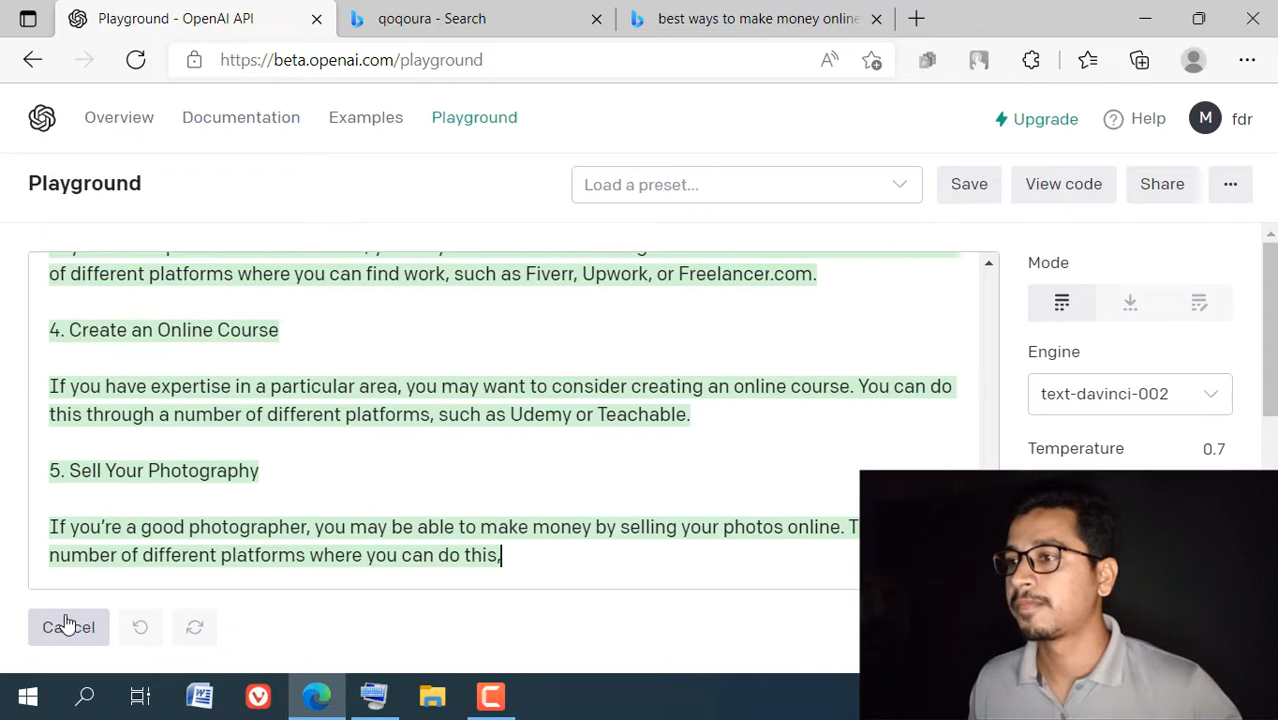 Playground - OpenAI API
qoqoura - Search
best ways to make money online
https://beta.openai.com/playground
Overview
Documentation
Examples
Playground
Upgrade
Help
M
fdr
Playground
Load a preset...
Save
View code
Share
of different platforms where you can find work, such as Fiverr, Upwork, or Freelancer.com.
4. Create an Online Course
If you have expertise in a particular area, you may want to consider creating an online course. You can do
this through a number of different platforms, such as Udemy or Teachable.
5. Sell Your Photography
If you're a good photographer, you may be able to make money by selling your photos online. T
number of different platforms where you can do this,
Mode
Engine
text-davinci-002
Temperature
0.7
Cancel